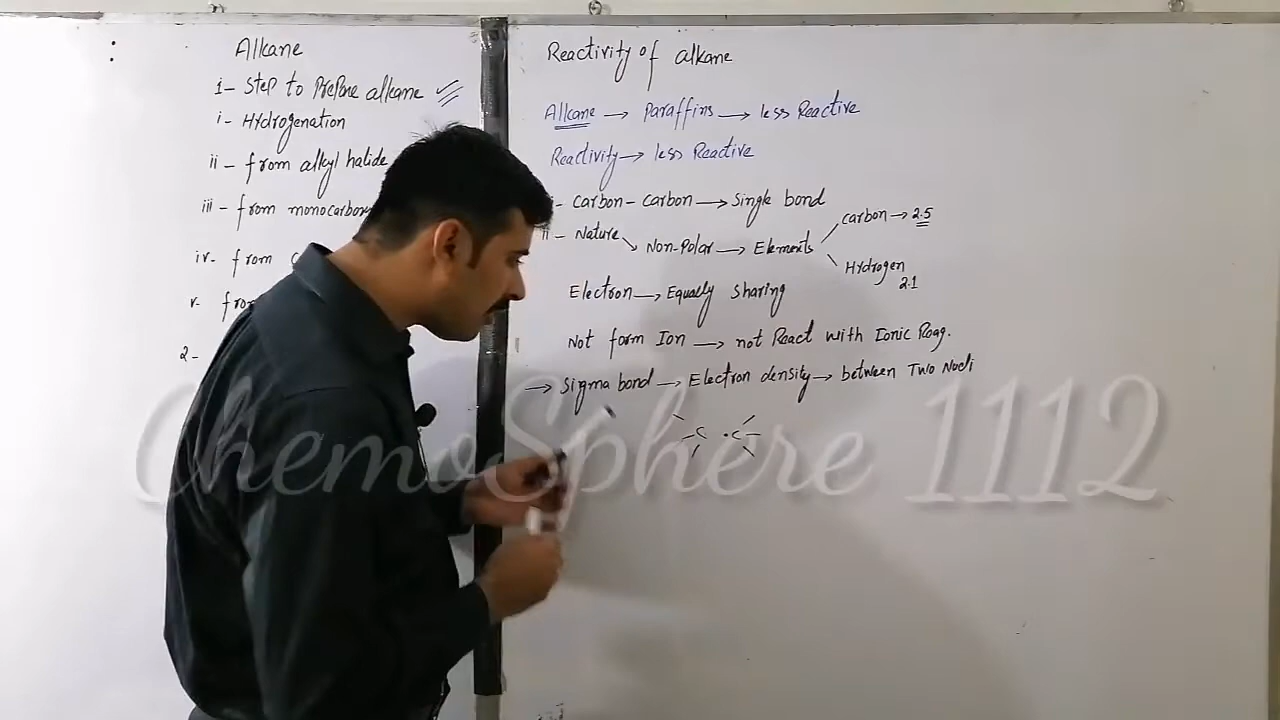 Alkane
1- Step to Prepare alkane
i- Hydrogenation
ii - from alkyl halide
iii - from monocarbox
iv- from
v- fro
2-
Reactivity of alkane
Alkane → Paraffins → less Reactive
Reactivity → less Reactive
- Carbon - Carbon → Single bond
ii - Nature → Non-Polar → Elements
Carbon → 2.5
Hydrogen
2.1
Electron → Equally Sharing
Not form Ion → not React with Ionic Reag.
→ Sigma bond → Electron density → between Two Nucli
C C
ChemoSphere 1112